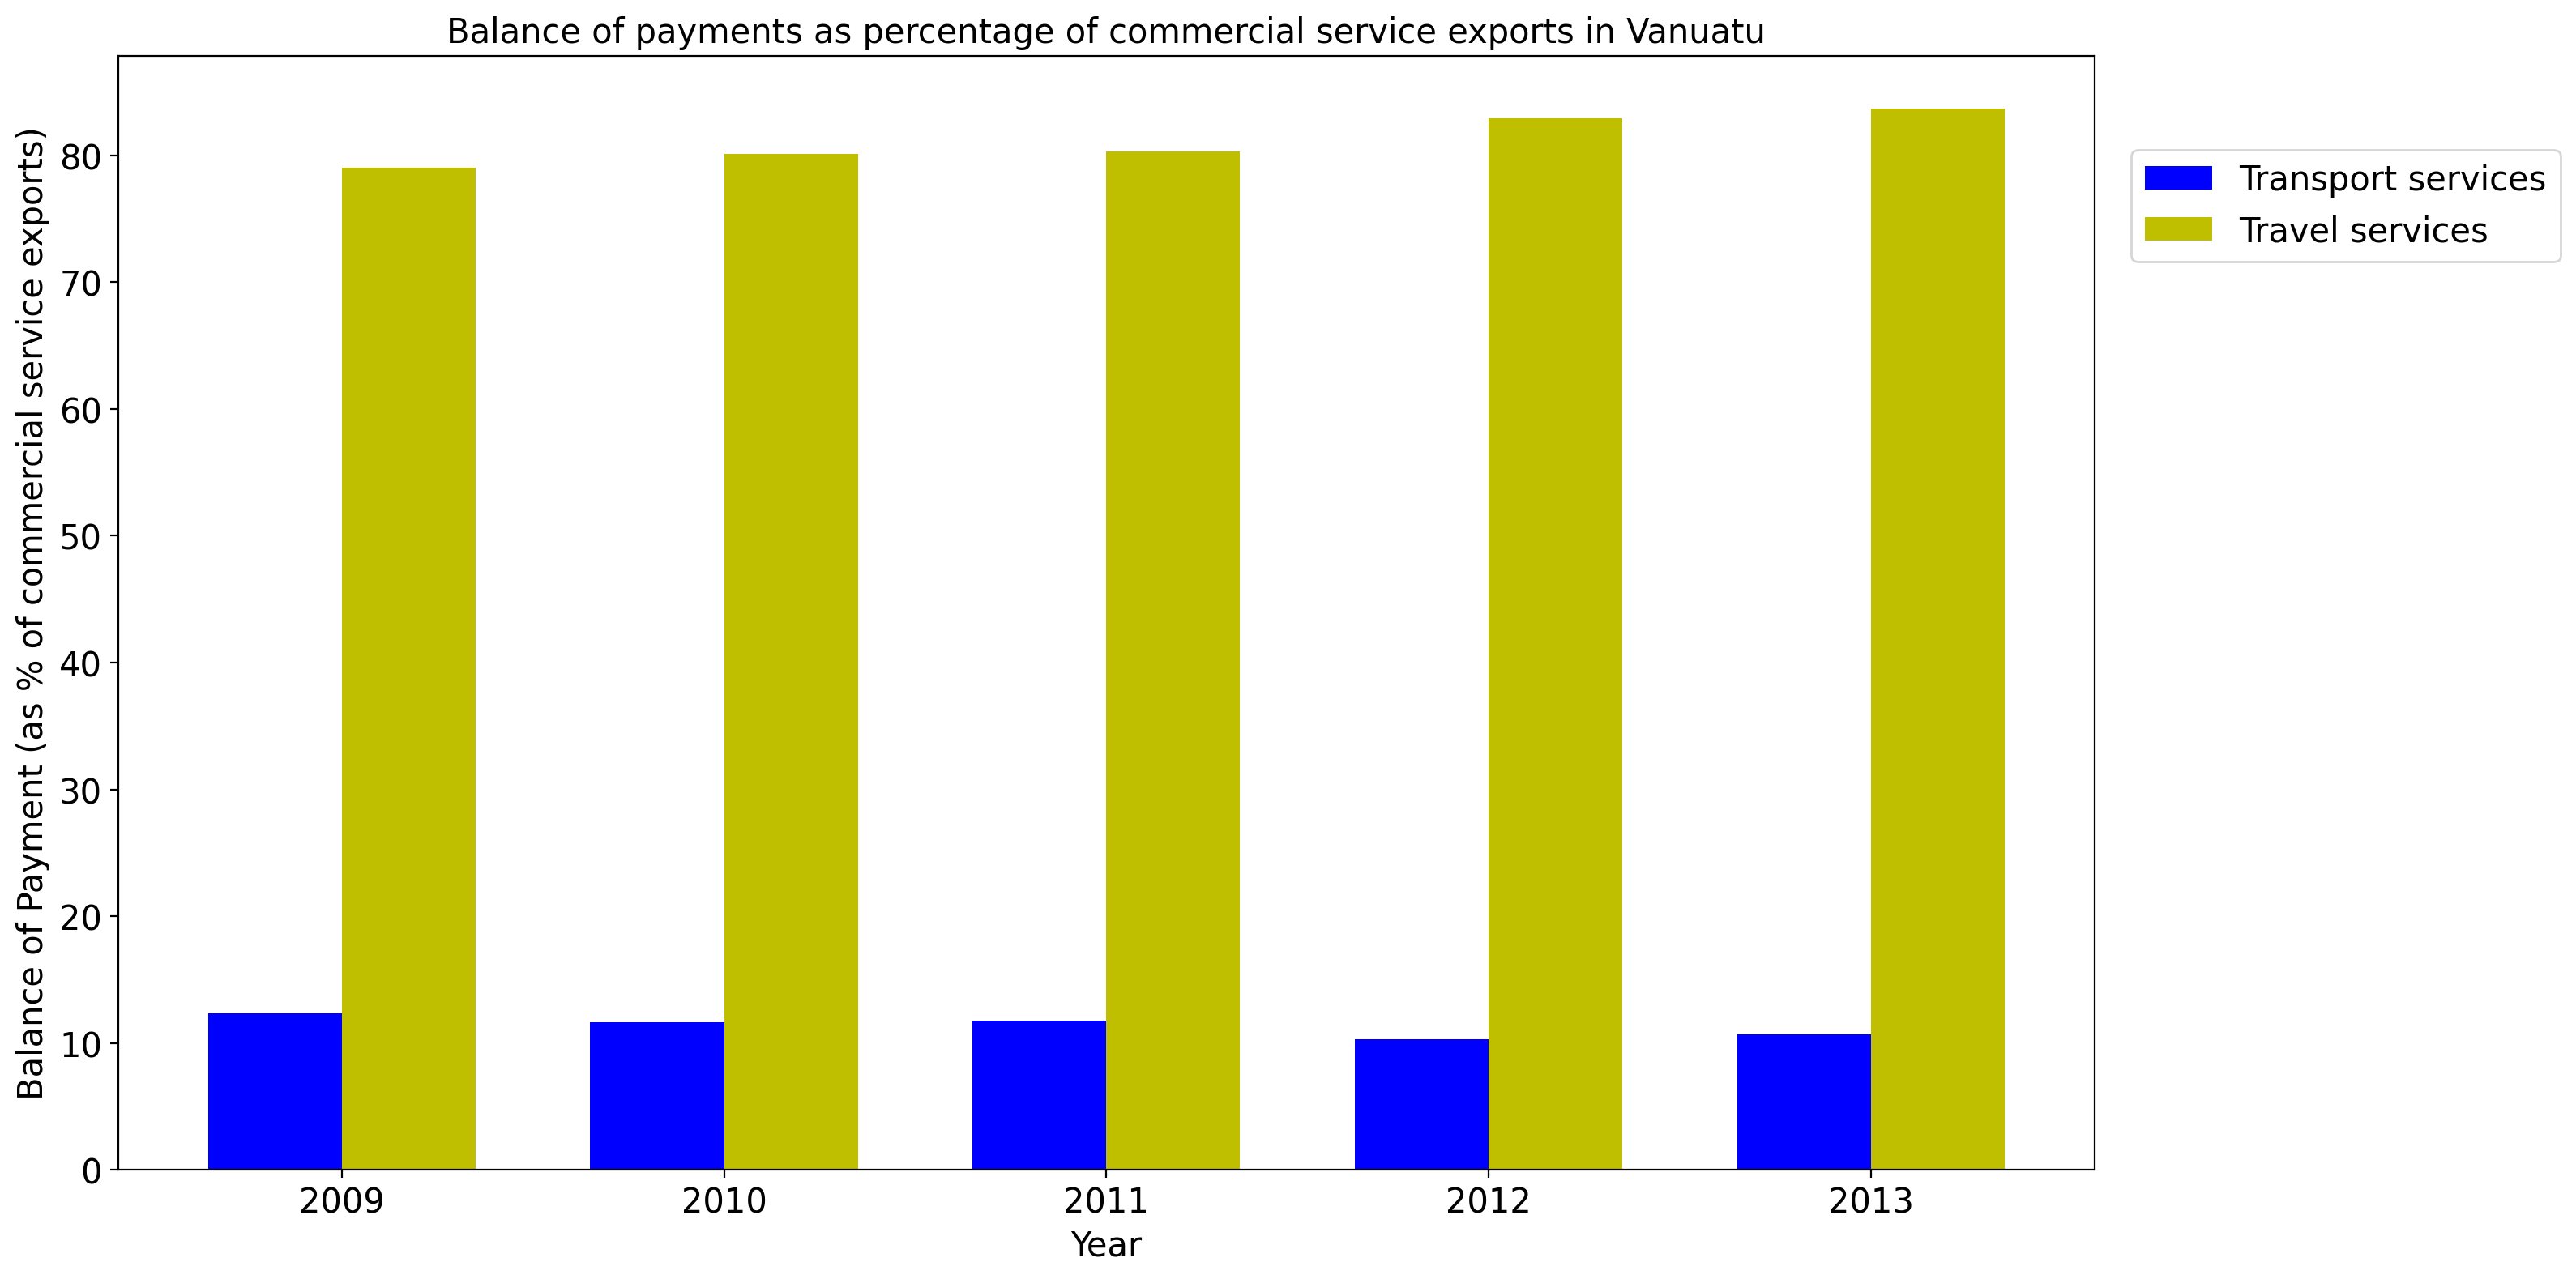 Balance of payments as percentage of commercial service exports in Vanuatu
Balance of Payment (as % of commercial service exports)
80
70
60
50
40
30
20
10
0
2009 2010 2011 2012 2013
Year
Transport services
Travel services